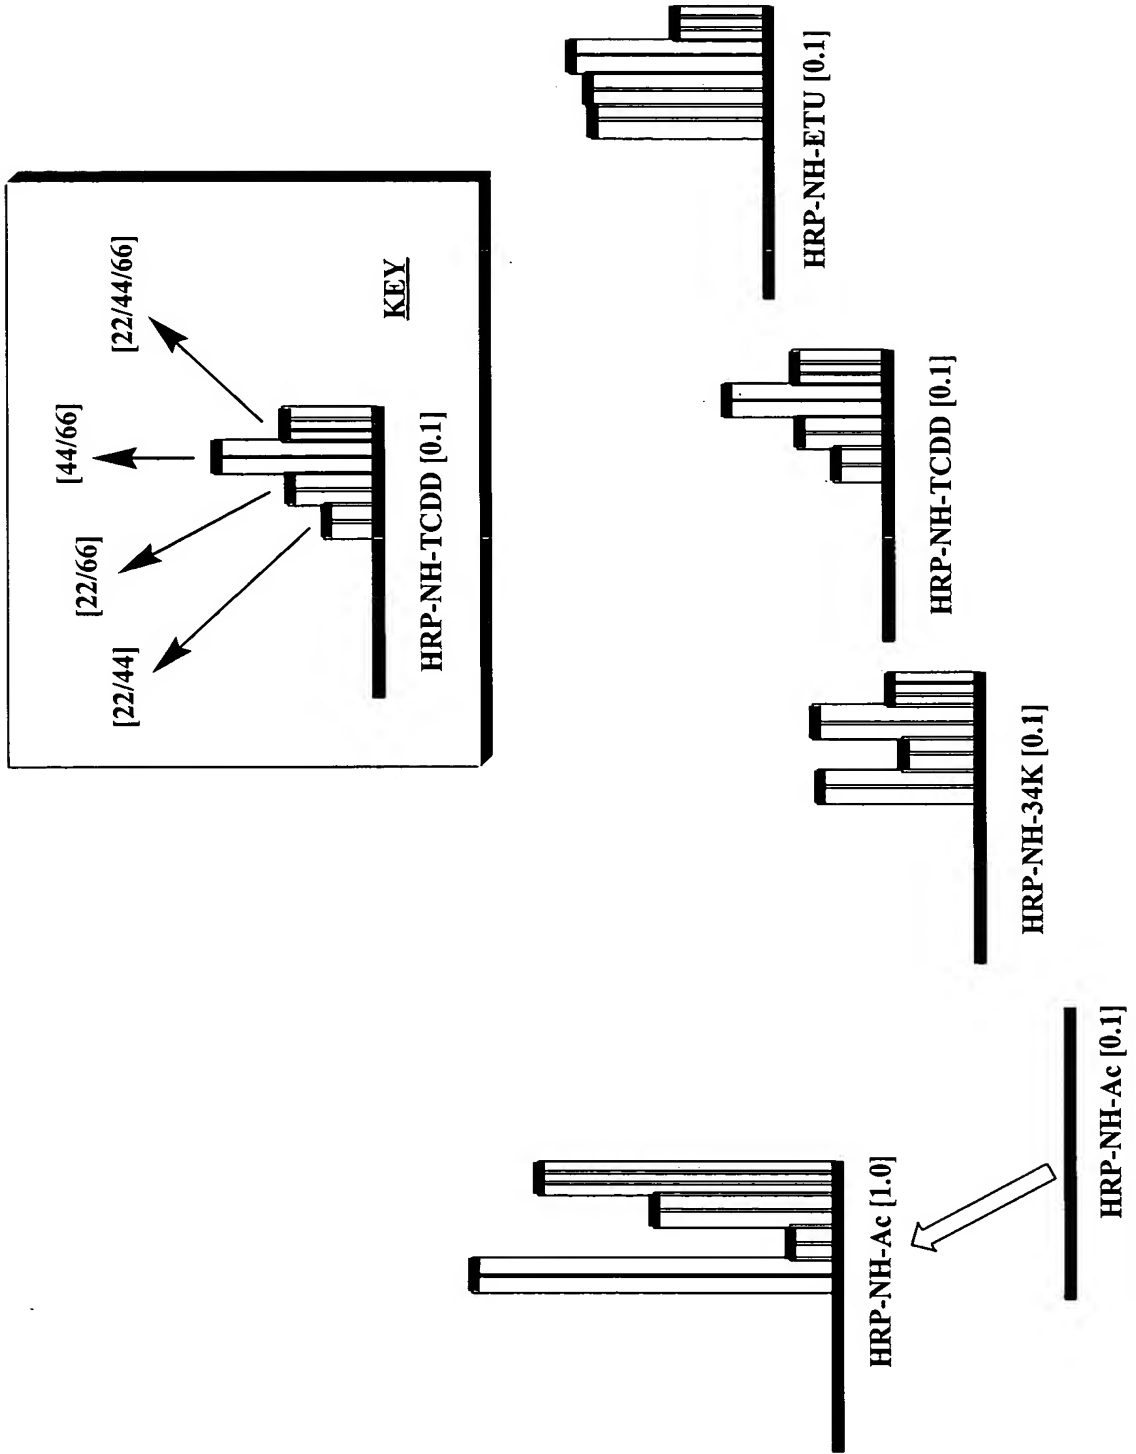 [22/44]
[22/66]
[44/66]
[22/44/66]
HRP-NH-TCDD [0.1]
KEY
HRP-NH-Ac [1.0]
HRP-NH-Ac [0.1]
HRP-NH-34K [0.1]
HRP-NH-TCDD [0.1]
HRP-NH-ETU [0.1]